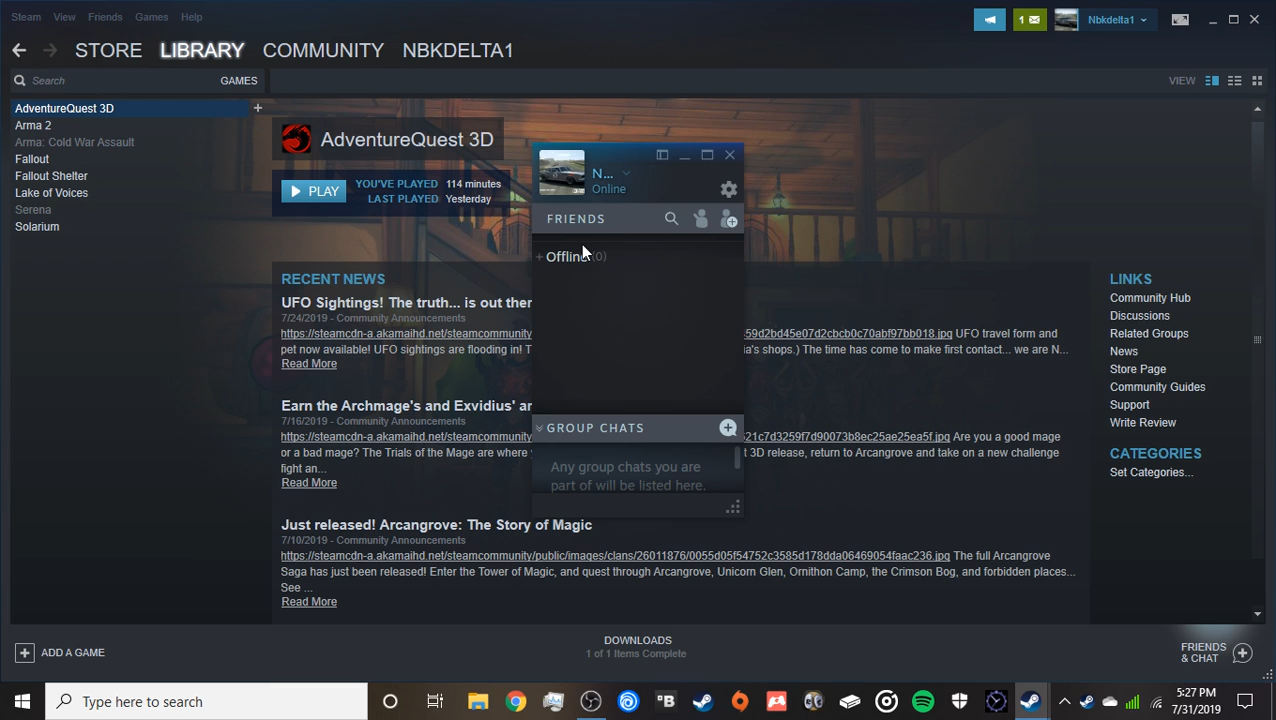 Steam View Friends Games Help
1 Nbkdelta1
STORE LIBRARY COMMUNITY NBKDELTA1
Search GAMES VIEW
AdventureQuest 3D
Arma 2
Arma: Cold War Assault
Fallout
Fallout Shelter
Lake of Voices
Serena
Solarium
AdventureQuest 3D
PLAY YOU'VE PLAYED 114 minutes
LAST PLAYED Yesterday
N...
Online
FRIENDS
Offline (0)
GROUP CHATS
Any group chats you are
part of will be listed here.
RECENT NEWS
UFO Sightings! The truth... is out ther
7/24/2019 - Community Announcements
https://steamcdn-a.akamaihd.net/steamcommunity 59d2bd45e07d2cbcb0c70abf97bb018.jpg UFO travel form and
pet now available! UFO sightings are flooding in! T ia's shops.) The time has come to make first contact... we are N...
Read More
Earn the Archmage's and Exvidius' ar
7/16/2019 - Community Announcements
https://steamcdn-a.akamaihd.net/steamcommunity 621c7d3259f7d90073b8ec25ae25ea5f.jpg Are you a good mage
or a bad mage? The Trials of the Mage are where t 3D release, return to Arcangrove and take on a new challenge
fight an...
Read More
Just released! Arcangrove: The Story of Magic
7/10/2019 - Community Announcements
https://steamcdn-a.akamaihd.net/steamcommunity/public/images/clans/26011876/0055d05f54752c3585d178dda06469054faac236.jpg The full Arcangrove
Saga has just been released! Enter the Tower of Magic, and quest through Arcangrove, Unicorn Glen, Ornithon Camp, the Crimson Bog, and forbidden places...
See ...
Read More
LINKS
Community Hub
Discussions
Related Groups
News
Store Page
Community Guides
Support
Write Review
CATEGORIES
Set Categories...
ADD A GAME
DOWNLOADS
1 of 1 Items Complete
FRIENDS
& CHAT
Type here to search
B
5:27 PM
7/31/2019